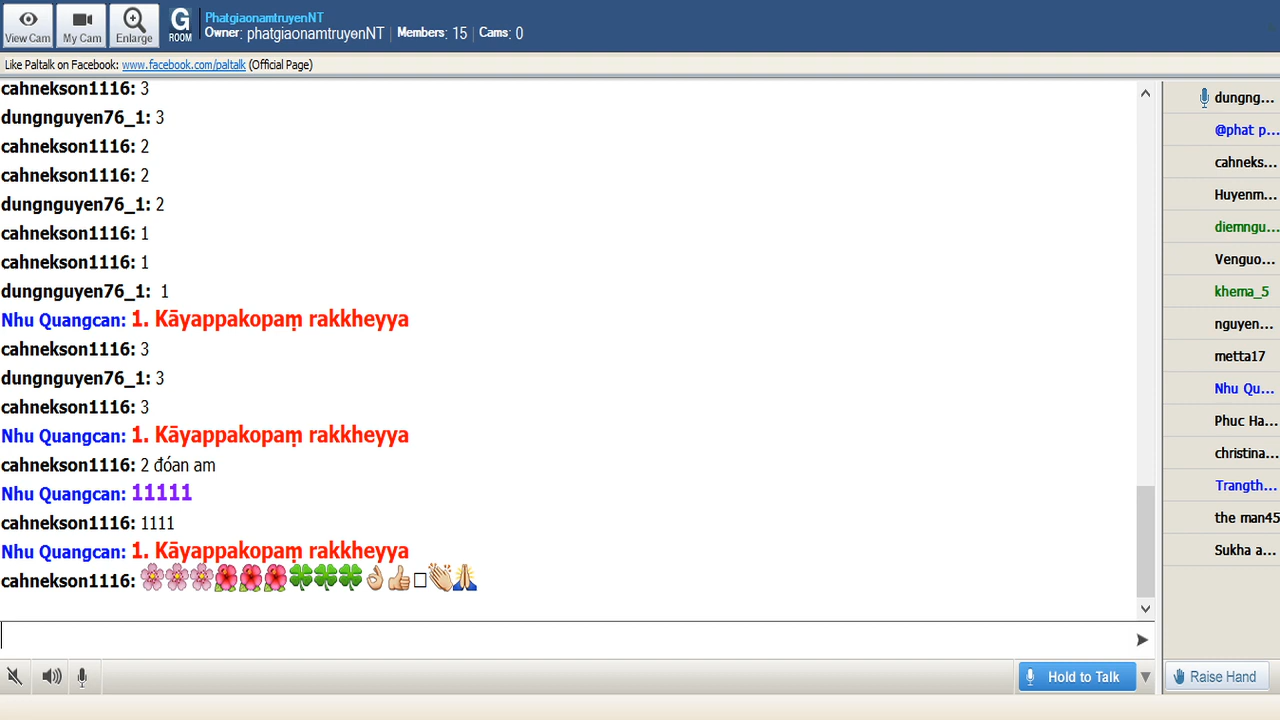 View Cam
My Cam
Enlarge
G ROOM
PhatgiaonamtruyenNT
Owner: phatgiaonamtruyenNT | Members: 15 | Cams: 0
Like Paltalk on Facebook: www.facebook.com/paltalk (Official Page)
cahnekson1116: 3
dungnguyen76_1: 3
cahnekson1116: 2
cahnekson1116: 2
dungnguyen76_1: 2
cahnekson1116: 1
cahnekson1116: 1
dungnguyen76_1: 1
Nhu Quangcan: 1. Kāyappakopaṃ rakkheyya
cahnekson1116: 3
dungnguyen76_1: 3
cahnekson1116: 3
Nhu Quangcan: 1. Kāyappakopaṃ rakkheyya
cahnekson1116: 2 đóan am
Nhu Quangcan: 11111
cahnekson1116: 1111
Nhu Quangcan: 1. Kāyappakopaṃ rakkheyya
cahnekson1116: 🌸🌸🌸🌺🌺🌺🍀🍀🍀👌👍□👏🙏
dungng...
@phat p...
cahneks...
Huyenm...
diemngu...
Venguo...
khema_5
nguyen...
metta17
Nhu Qu...
Phuc Ha...
christina...
Trangth...
the man45
Sukha a...
Hold to Talk
Raise Hand